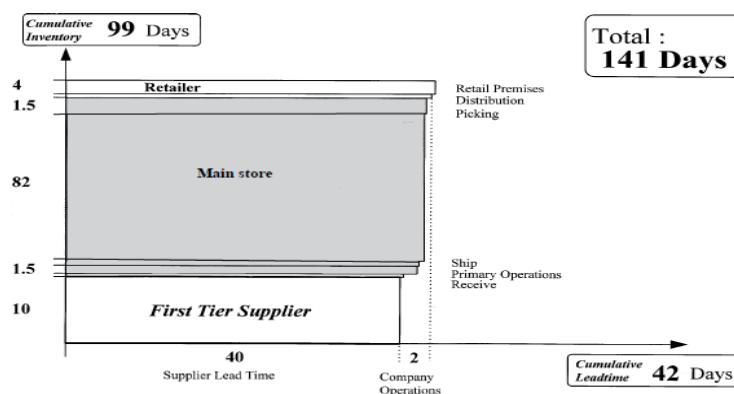 Cumulative
Inventory 99 Days
Total :
141 Days
4
Retailer
Retail Premises
1.5
Distribution
Picking
Main store
82
Ship
1.5
Primary Operations
Receive
10
First Tier Supplier
40
2
Supplier Lead Time
Company
Operations
Cumulative
Leadtime 42 Days